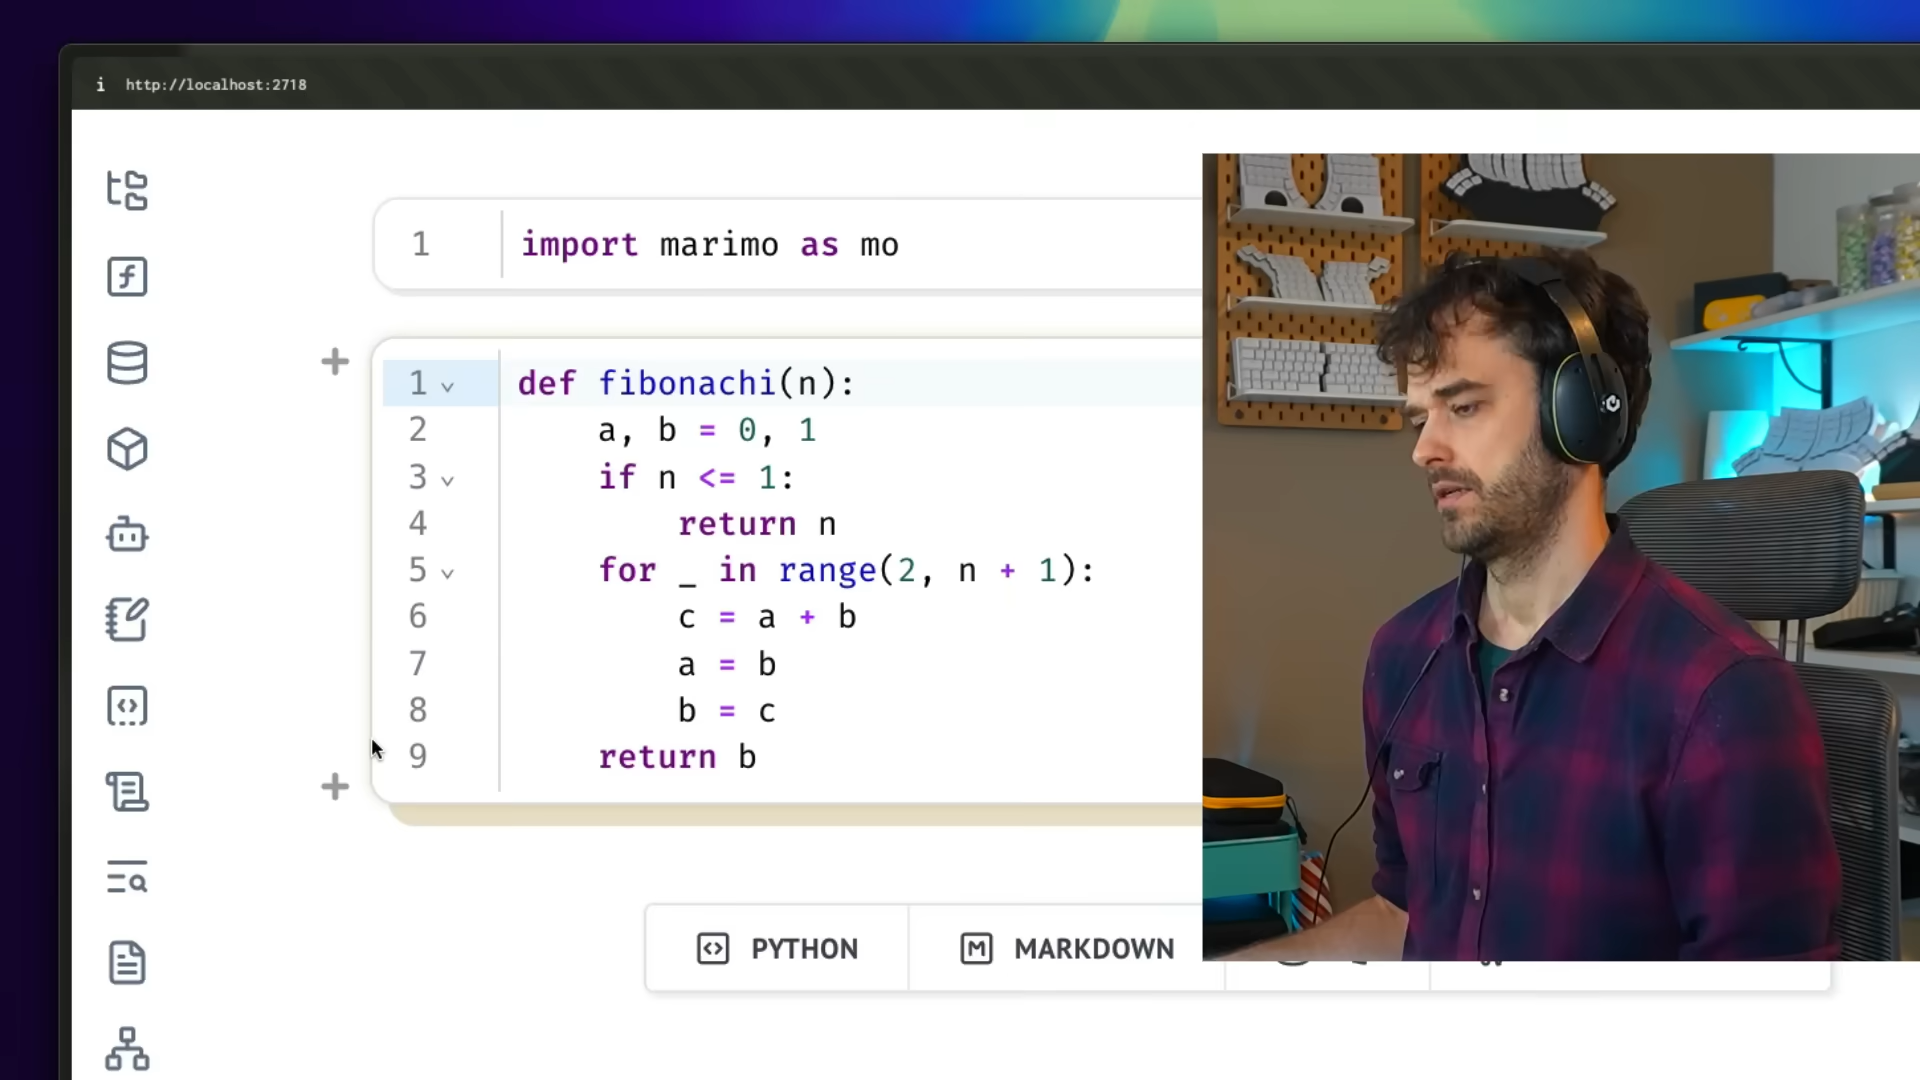 i http://localhost:2718
1 import marimo as mo
1 def fibonachi(n):
2 a, b = 0, 1
3 if n <= 1:
4 return n
5 for _ in range(2, n + 1):
6 c = a + b
7 a = b
8 b = c
9 return b
PYTHON
M MARKDOWN